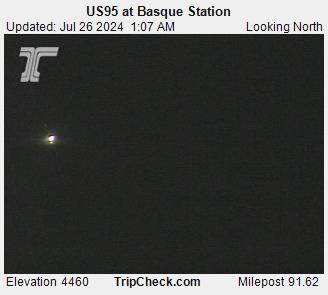 US95 at Basque Station
Updated: Jul 26 2024 1:07 AM Looking North
Elevation 4460 TripCheck.com Milepost 91.62